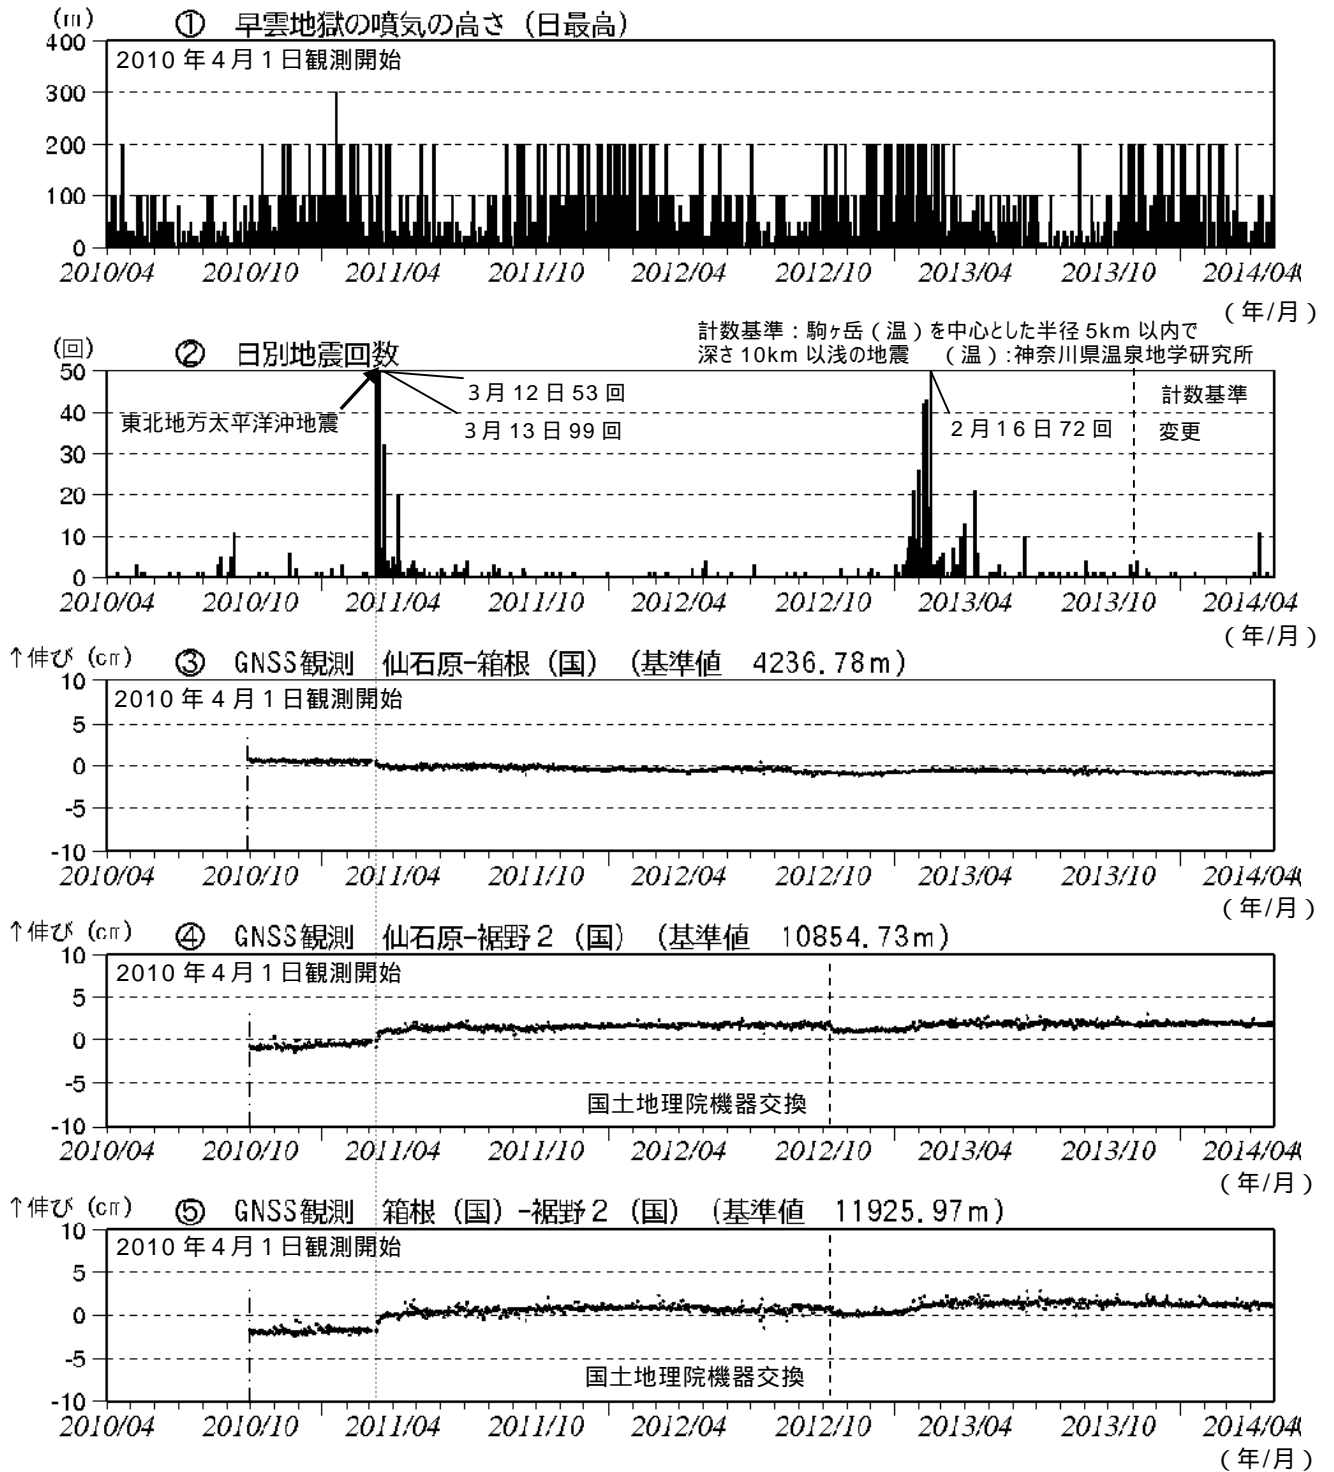 (m) ① 早雲地獄の噴気の高さ (日最高)
400
2010年4月1日観測開始
300
200
100
0
2010/04 2010/10 2011/04 2011/10 2012/04 2012/10 2013/04 2013/10 2014/04
(年/月)
計数基準：駒ヶ岳（温）を中心とした半径5km以内で
深さ10km以浅の地震 （温）:神奈川県温泉地学研究所
(回) ② 日別地震回数
50
3月12日53回
計数基準
40
東北地方太平洋沖地震
3月13日99回
2月16日72回
変更
30
20
10
0
2010/04 2010/10 2011/04 2011/10 2012/04 2012/10 2013/04 2013/10 2014/04
(年/月)
↑伸び (cm) ③ GNSS観測 仙石原-箱根 (国) (基準値 4236.78m)
10
2010年4月1日観測開始
5
0
-5
-10
2010/04 2010/10 2011/04 2011/10 2012/04 2012/10 2013/04 2013/10 2014/04
(年/月)
↑伸び (cm) ④ GNSS観測 仙石原-裾野2 (国) (基準値 10854.73m)
10
2010年4月1日観測開始
5
0
-5
国土地理院機器交換
-10
2010/04 2010/10 2011/04 2011/10 2012/04 2012/10 2013/04 2013/10 2014/04
(年/月)
↑伸び (cm) ⑤ GNSS観測 箱根 (国) -裾野2 (国) (基準値 11925.97m)
10
2010年4月1日観測開始
5
0
-5
国土地理院機器交換
-10
2010/04 2010/10 2011/04 2011/10 2012/04 2012/10 2013/04 2013/10 2014/04
(年/月)